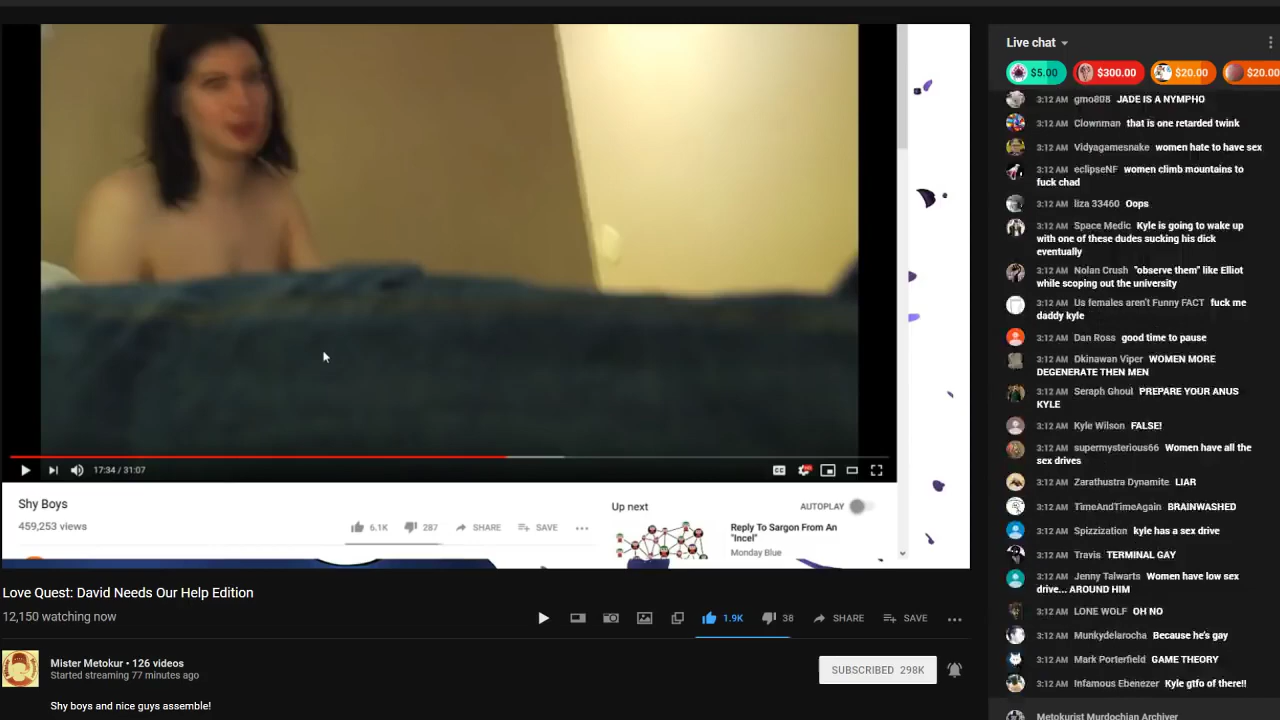 17:34 / 31:07
Shy Boys
459,253 views
6.1K
287
SHARE
SAVE
Up next
AUTOPLAY
Reply To Sargon From An
"Incel"
Monday Blue
Love Quest: David Needs Our Help Edition
12,150 watching now
1.9K
38
SHARE
SAVE
Mister Metokur • 126 videos
Started streaming 77 minutes ago
SUBSCRIBED 298K
Shy boys and nice guys assemble!
Live chat
$5.00
$300.00
$20.00
$20.00
3:12 AM gmo808 JADE IS A NYMPHO
3:12 AM Clownman that is one retarded twink
3:12 AM Vidyagamesnake women hate to have sex
3:12 AM eclipseNF women climb mountains to
fuck chad
3:12 AM liza 33460 Oops
3:12 AM Space Medic Kyle is going to wake up
with one of these dudes sucking his dick
eventually
3:12 AM Nolan Crush "observe them" like Elliot
while scoping out the university
3:12 AM Us females aren't Funny FACT fuck me
daddy kyle
3:12 AM Dan Ross good time to pause
3:12 AM Okinawan Viper WOMEN MORE
DEGENERATE THEN MEN
3:12 AM Seraph Ghoul PREPARE YOUR ANUS
KYLE
3:12 AM Kyle Wilson FALSE!
3:12 AM supermysterious66 Women have all the
sex drives
3:12 AM Zarathustra Dynamite LIAR
3:12 AM TimeAndTimeAgain BRAINWASHED
3:12 AM Spizzization kyle has a sex drive
3:12 AM Travis TERMINAL GAY
3:12 AM Jenny Talwarts Women have low sex
drive... AROUND HIM
3:12 AM LONE WOLF OH NO
3:12 AM Munkydelarocha Because he's gay
3:12 AM Mark Porterfield GAME THEORY
3:12 AM Infamous Ebenezer Kyle gtfo of there!!
Metokurist Murdochian Archiver